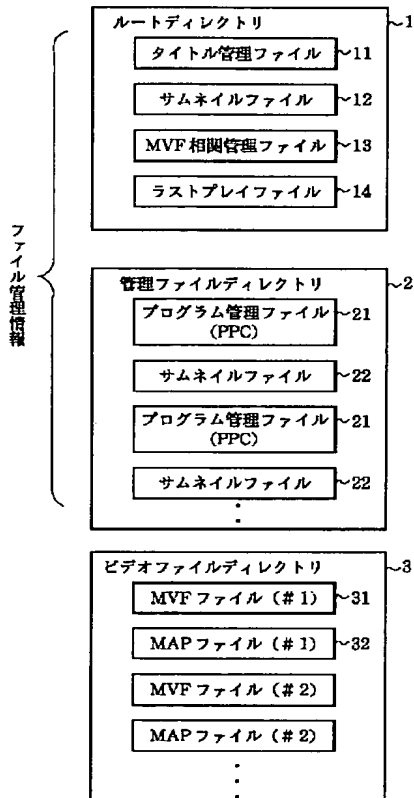 ルートディレクトリ ~1
タイトル管理ファイル ~11
サムネイルファイル ~12
MVF相関管理ファイル ~13
ラストプレイファイル ~14
ファイル管理情報
管理ファイルディレクトリ ~2
プログラム管理ファイル ~21
(PPC)
サムネイルファイル ~22
プログラム管理ファイル ~21
(PPC)
サムネイルファイル ~22
ビデオファイルディレクトリ ~3
MVFファイル（#1） ~31
MAPファイル（#1） ~32
MVFファイル（#2）
MAPファイル（#2）